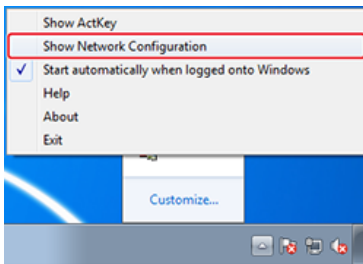 Show ActKey
Show Network Configuration
Start automatically when logged onto Windows
Help
About
Exit
Customize...